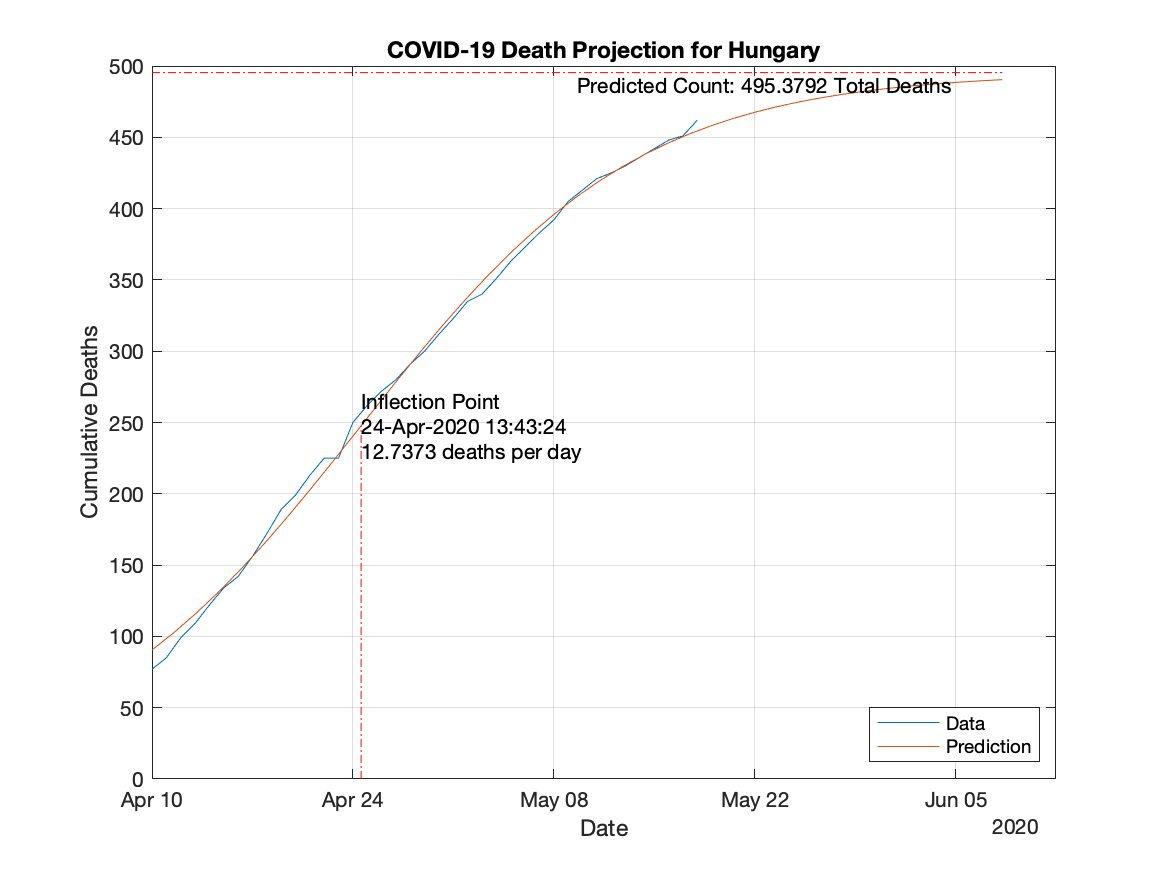 COVID-19 Death Projection for Hungary
500
Predicted Count: 495.3792 Total Deaths
450
400
350
300
Inflection Point
250
24-Apr-2020 13:43:24
12.7373 deaths per day
200
150
100
50
0
Cumulative Deaths
Data
Prediction
Apr 10 Apr 24 May 08 May 22 Jun 05
Date
2020